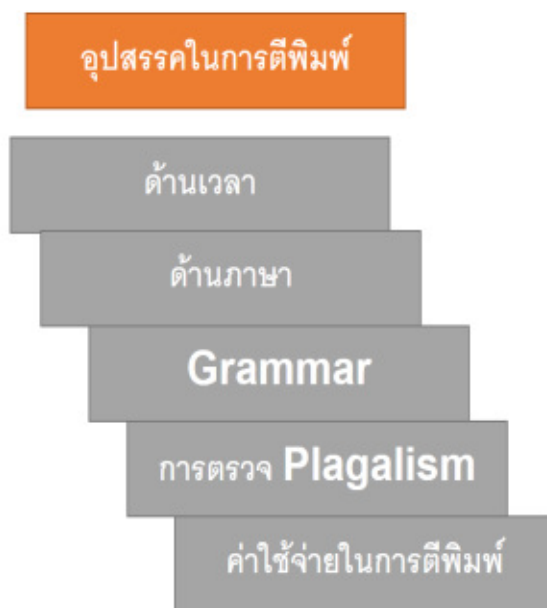 อุปสรรคในการตีพิมพ์
ด้านเวลา
ด้านภาษา
Grammar
การตรวจ Plagalism
ค่าใช้จ่ายในการตีพิมพ์